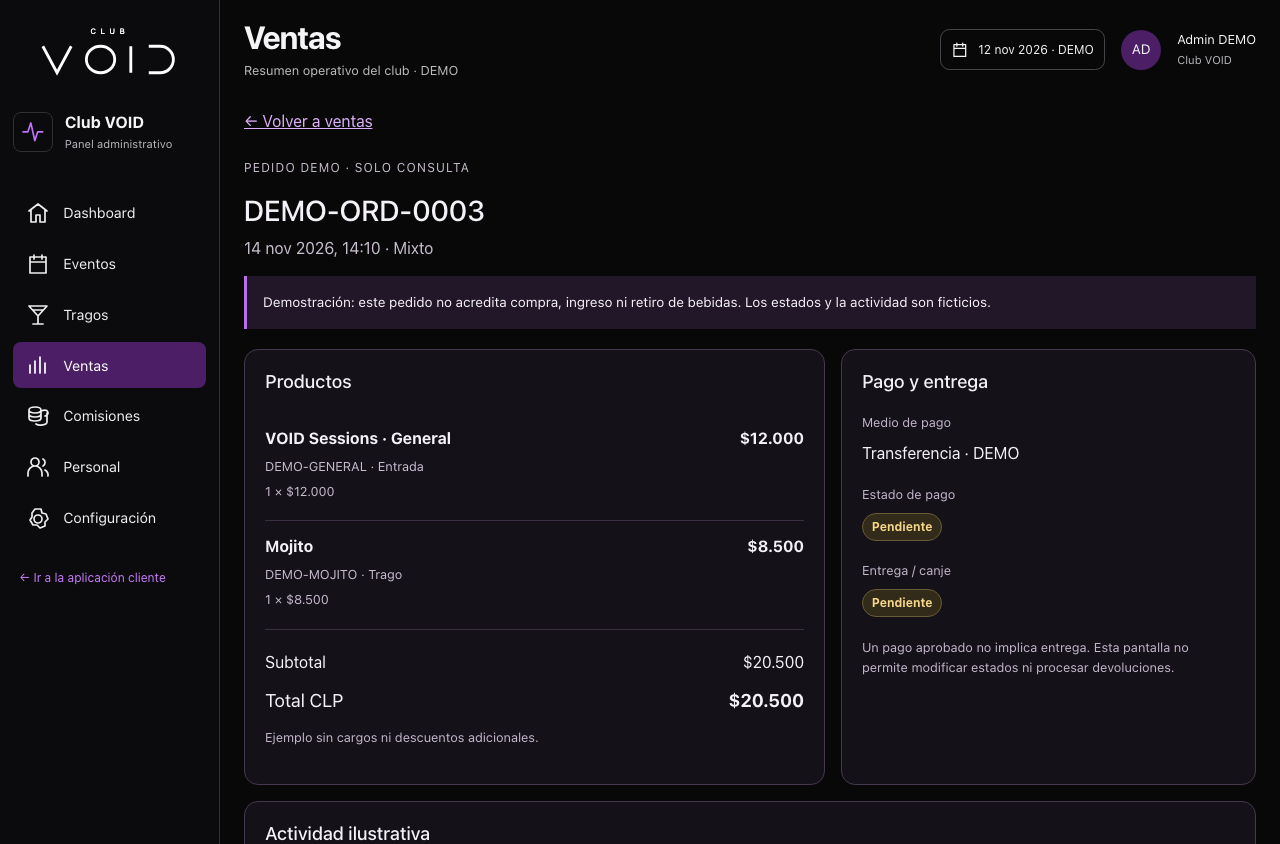 CLUB
VOID
Club VOID
Panel administrativo
Dashboard
Eventos
Tragos
Ventas
Comisiones
Personal
Configuración
← Ir a la aplicación cliente
Ventas
Resumen operativo del club · DEMO
12 nov 2026 · DEMO
AD
Admin DEMO
Club VOID
← Volver a ventas
PEDIDO DEMO · SOLO CONSULTA
DEMO-ORD-0003
14 nov 2026, 14:10 · Mixto
Demostración: este pedido no acredita compra, ingreso ni retiro de bebidas. Los estados y la actividad son ficticios.
Productos
VOID Sessions · General $12.000
DEMO-GENERAL · Entrada
1 × $12.000
Mojito $8.500
DEMO-MOJITO · Trago
1 × $8.500
Subtotal $20.500
Total CLP $20.500
Ejemplo sin cargos ni descuentos adicionales.
Pago y entrega
Medio de pago
Transferencia · DEMO
Estado de pago
Pendiente
Entrega / canje
Pendiente
Un pago aprobado no implica entrega. Esta pantalla no
permite modificar estados ni procesar devoluciones.
Actividad ilustrativa